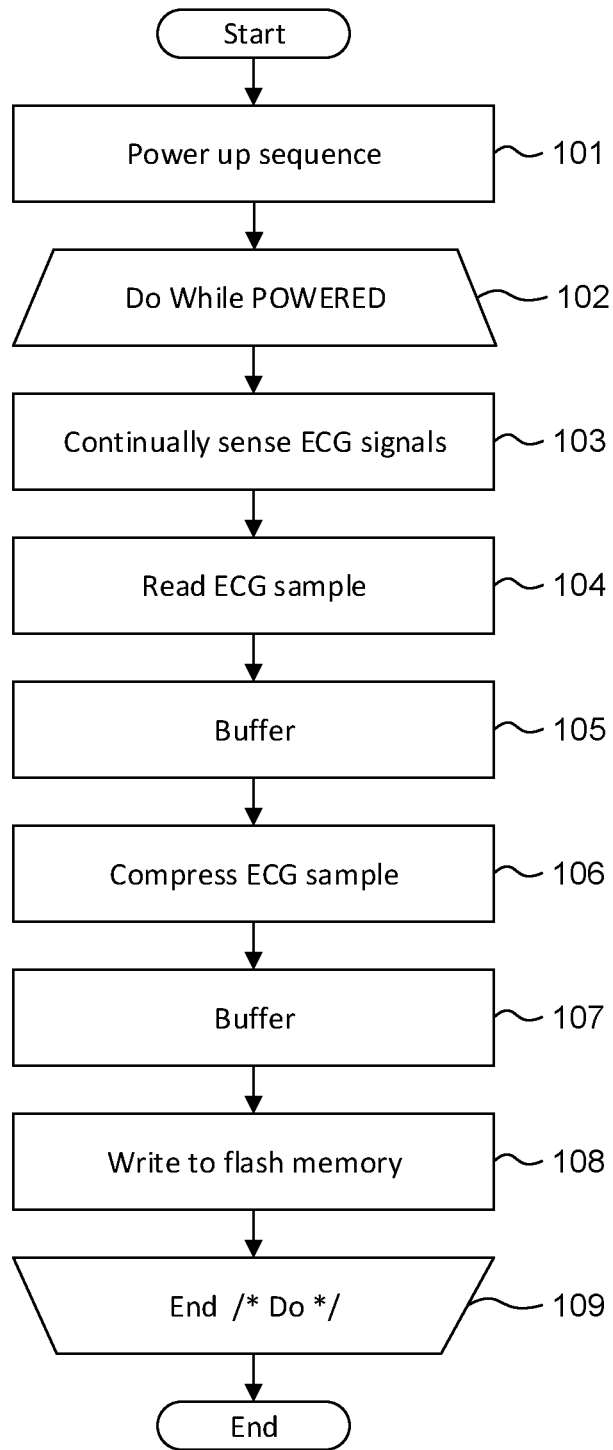 Start
Power up sequence 101
Do While POWERED 102
Continually sense ECG signals 103
Read ECG sample 104
Buffer 105
Compress ECG sample 106
Buffer 107
Write to flash memory 108
End /* Do */ 109
End